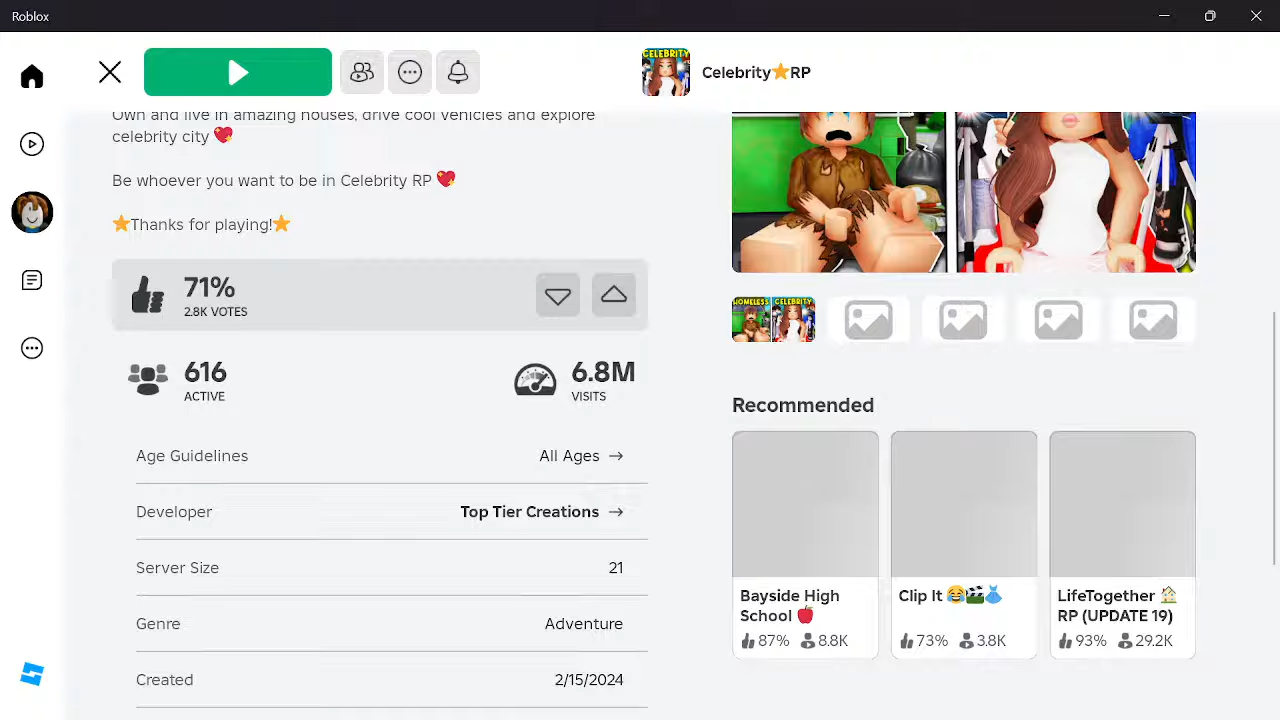 Roblox
Celebrity⭐RP
Own and live in amazing houses, drive cool vehicles and explore
celebrity city 💖
Be whoever you want to be in Celebrity RP 💖
⭐Thanks for playing!⭐
71%
2.8K VOTES
616
ACTIVE
6.8M
VISITS
Age Guidelines
All Ages →
Developer
Top Tier Creations →
Server Size
21
Genre
Adventure
Created
2/15/2024
CELEBRITY
HOMELESS
CELEBRITY
Recommended
Bayside High
School 🍎
87% 8.8K
Clip It 😂🎬👗
73% 3.8K
LifeTogether 🏠
RP (UPDATE 19)
93% 29.2K